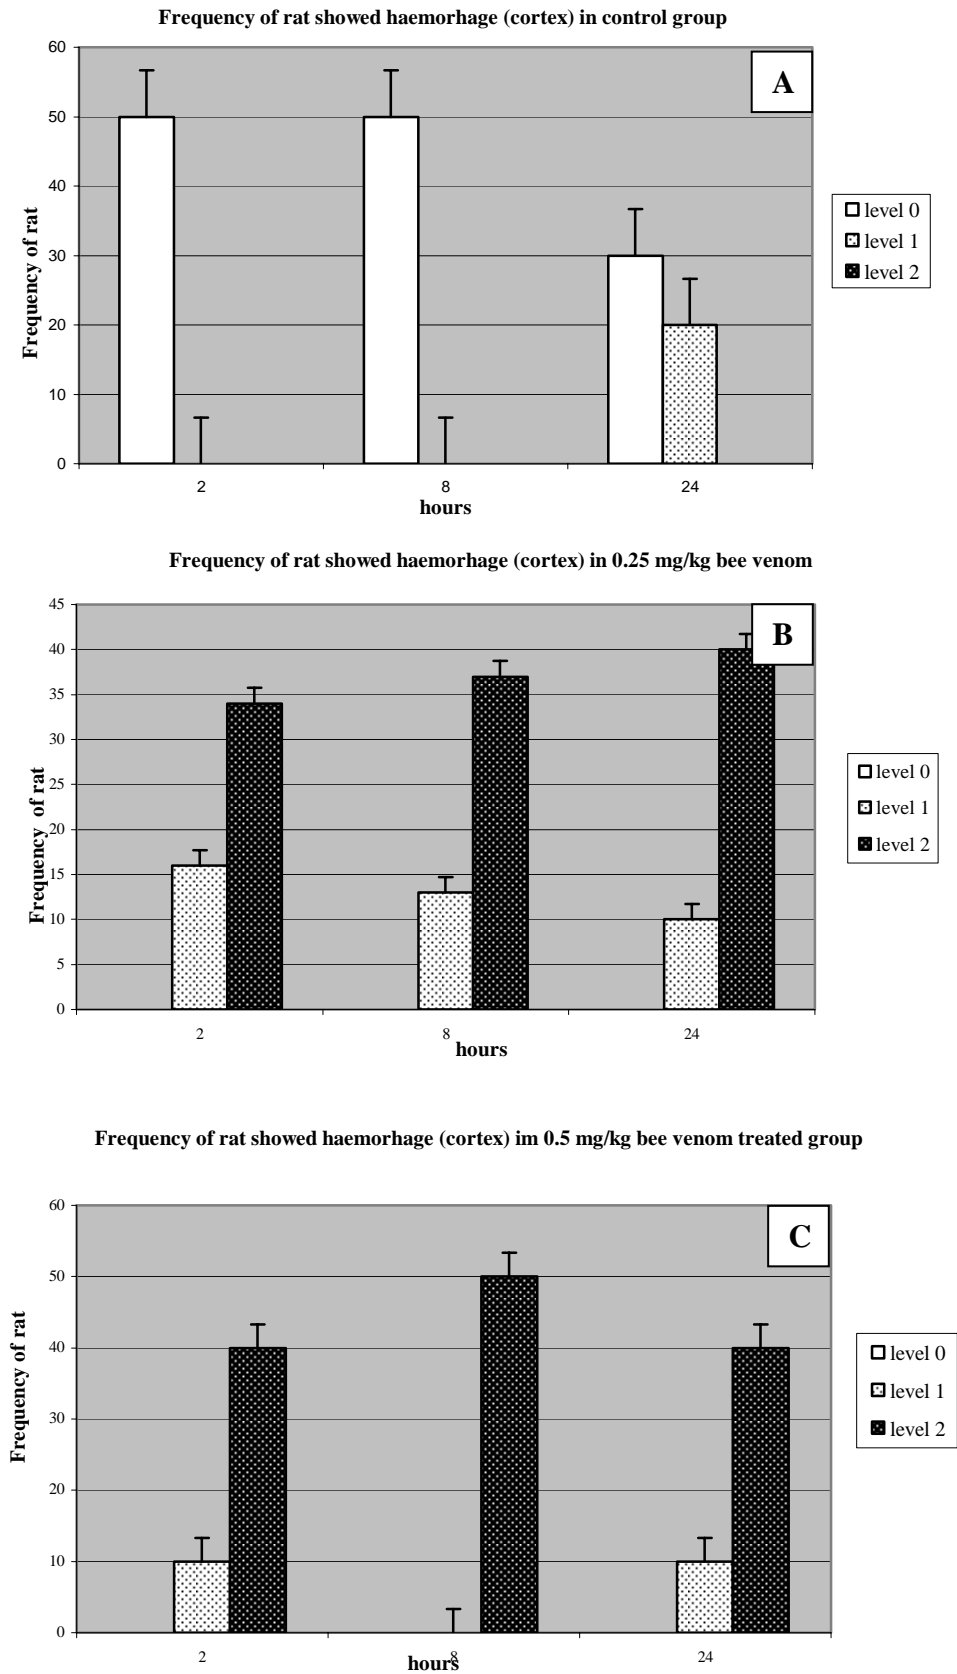 Frequency of rat showed haemorhage (cortex) in control group
A
60
50
40
30
20
10
0
Frequency of rat
2
8
24
hours
level 0
level 1
level 2
Frequency of rat showed haemorhage (cortex) in 0.25 mg/kg bee venom
B
45
40
35
30
25
20
15
10
5
0
Frequency of rat
2
8
24
hours
level 0
level 1
level 2
Frequency of rat showed haemorhage (cortex) im 0.5 mg/kg bee venom treated group
C
60
50
40
30
20
10
0
Frequency of rat
2
8
24
hours
level 0
level 1
level 2